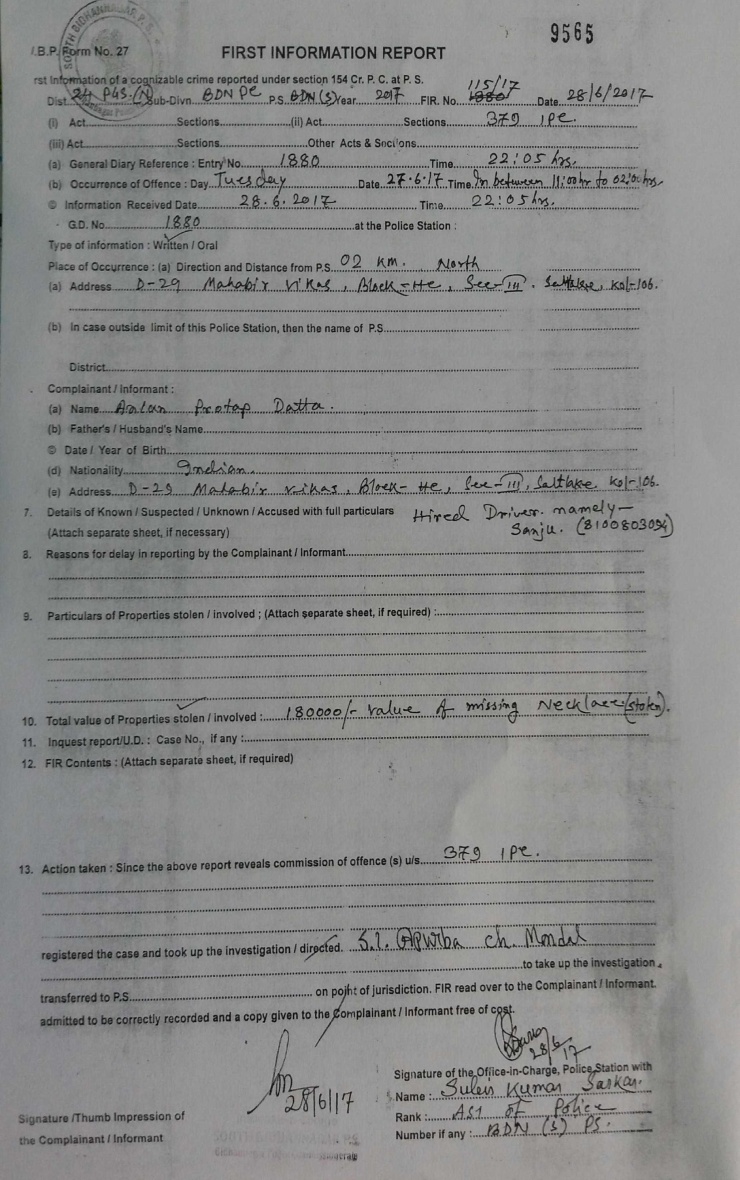 9565
I.B.P. Form No. 27
FIRST INFORMATION REPORT
SOUTH BIDHANNAGAR P. S.
rst Information of a cognizable crime reported under section 154 Cr. P. C. at P. S.
Dist. 24 PGS.(N) Sub-Divn. BDN PC P.S. BDN (S) Year 2017 FIR. No. 115/17 1880 Date. 28/6/2017
(i) Act Sections (ii) Act Sections 379 IPC.
(iii) Act Sections Other Acts & Snci'ons
(a) General Diary Reference : Entry No. 1880 Time. 22:05 hrs.
(b) Occurrence of Offence : Day Tuesday Date 27.6.17 Time. In between 11:00hr to 02:00hrs.
© Information Received Date 28.6.2017 Time. 22:05 hrs.
G.D. No. 1880 at the Police Station :
Type of information : Written / Oral
Place of Occurrence : (a) Direction and Distance from P.S. 02 KM. North
(a) Address D-29 Mahabir Vikas, Block-He, Sec-III. Saltlake, Kol-106.
(b) In case outside limit of this Police Station, then the name of P.S.
District.
Complainant / Informant :
(a) Name Pratap Datta.
(b) Father's / Husband's Name
© Date / Year of Birth
(d) Nationality Indian.
(e) Address D-29 Mahabir Vikas, Block-He, Sec-III, Saltlake. Kol-106.
7. Details of Known / Suspected / Unknown / Accused with full particulars Hired Driver. namely-
(Attach separate sheet, if necessary) Sanju.
8. Reasons for delay in reporting by the Complainant / Informant
9. Particulars of Properties stolen / involved ; (Attach separate sheet, if required) :
10. Total value of Properties stolen / involved : 180000/- value of missing Necklace (stolen).
11. Inquest report/U.D. : Case No., if any :
12. FIR Contents : (Attach separate sheet, if required)
13. Action taken : Since the above report reveals commission of offence (s) u/s 379 IPC.
registered the case and took up the investigation / directed. S.I. Apurba ch. Mondal
to take up the investigation
transferred to P.S. on point of jurisdiction. FIR read over to the Complainant / Informant.
admitted to be correctly recorded and a copy given to the Complainant / Informant free of cost.
28/6/17
28/6/17
Signature of the Office-in-Charge, Police Station with
Name : Kumar Sarkar.
Rank : ASI of Police
Number if any : BDN (S) PS.
Signature /Thumb Impression of
the Complainant / Informant